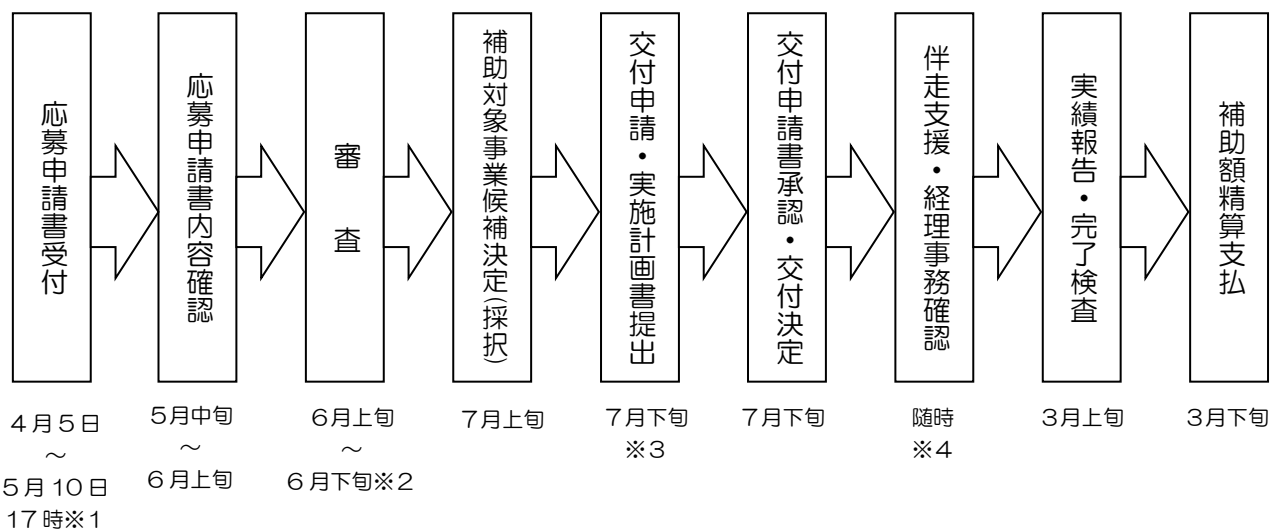 応募申請書受付
応募申請書内容確認
審 査
補助対象事業候補決定(採択)
交付申請・実施計画書提出
交付申請書承認・交付決定
伴走支援・経理事務確認
実績報告・完了検査
補助額精算支払
4月5日
～
5月10日
17時※1
5月中旬
～
6月上旬
6月上旬
～
6月下旬※2
7月上旬
7月下旬
※3
7月下旬
随時
※4
3月上旬
3月下旬